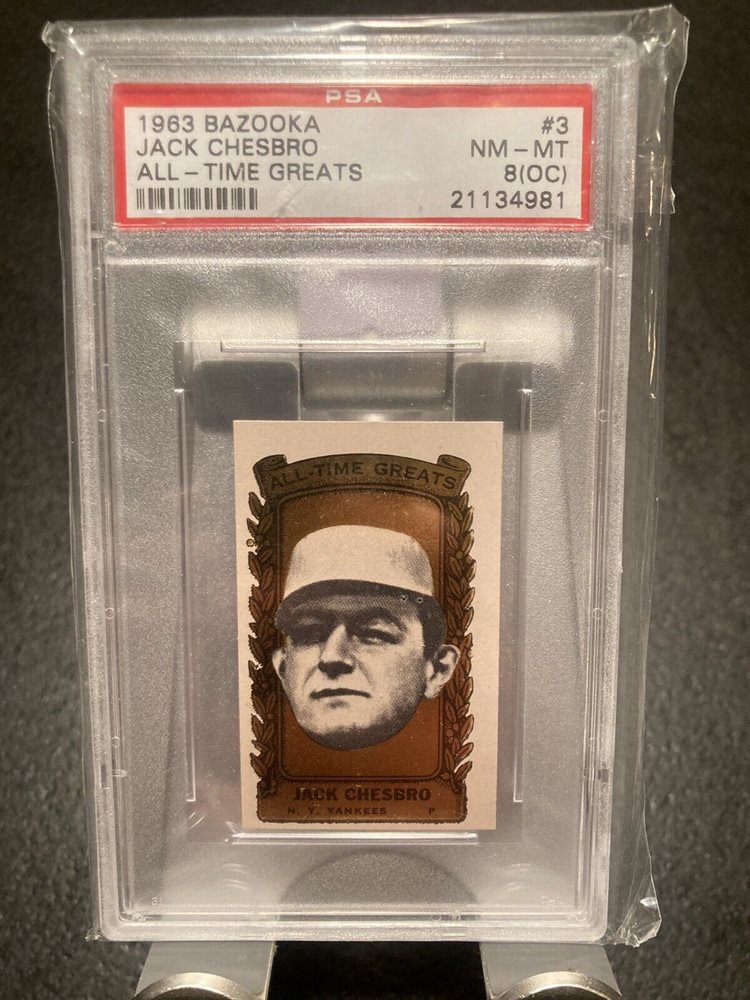 PSA
1963 BAZOOKA #3
JACK CHESBRO NM-MT
ALL-TIME GREATS 8(OC)
21134981
ALL-TIME GREATS
JACK CHESBRO
N. Y. YANKEES P